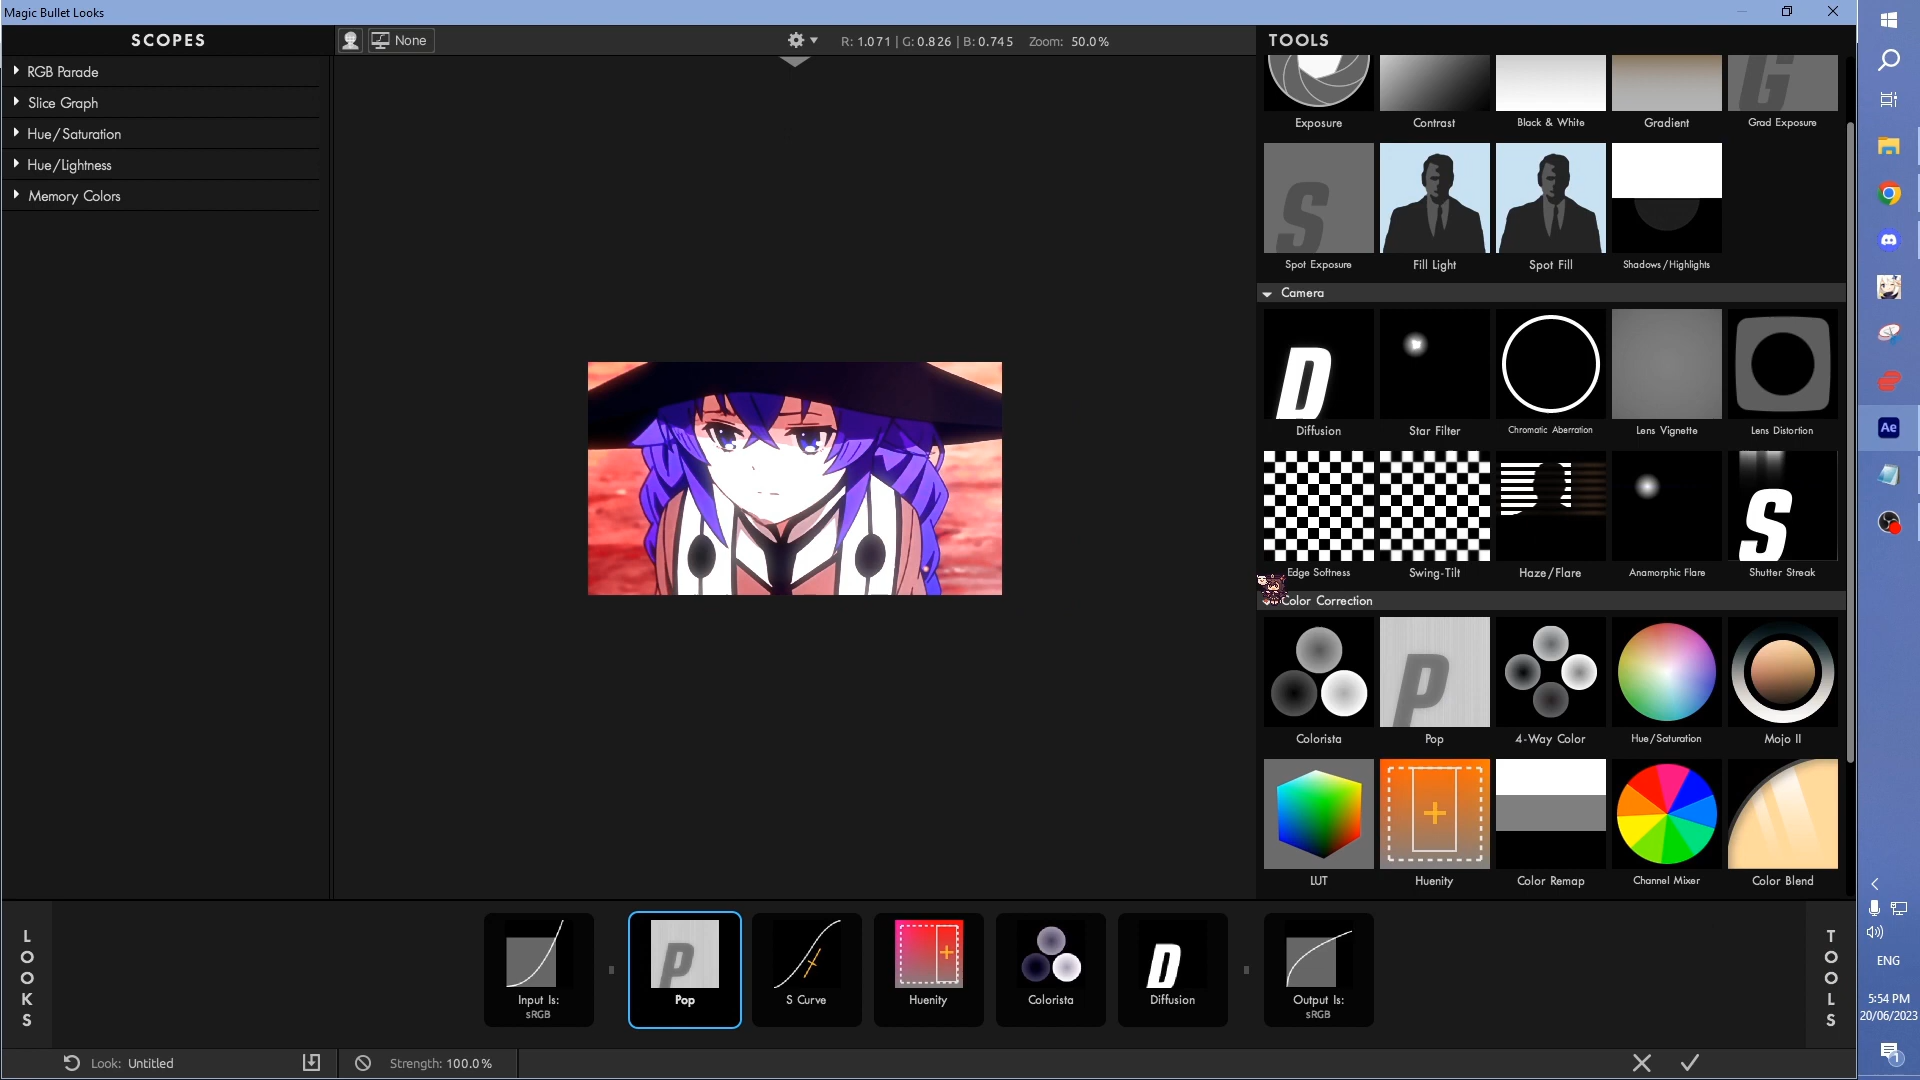 Magic Bullet Looks
SCOPES
None
R: 1.071 | G: 0.826 | B: 0.745
Zoom: 50.0%
TOOLS
RGB Parade
Slice Graph
Hue/Saturation
Hue/Lightness
Memory Colors
G
Exposure
Contrast
Black & White
Gradient
Grad Exposure
S
Spot Exposure
Fill Light
Spot Fill
Shadows/Highlights
Camera
D
Diffusion
Star Filter
Chromatic Aberration
Lens Vignette
Lens Distortion
S
Edge Softness
Swing-Tilt
Haze/Flare
Anamorphic Flare
Shutter Streak
Color Correction
P
Colorista
Pop
4-Way Color
Hue/Saturation
Mojo II
LUT
Huenity
Color Remap
Channel Mixer
Color Blend
LOOKS
Input Is:
sRGB
P
Pop
S Curve
Huenity
Colorista
D
Diffusion
Output Is:
sRGB
TOOLS
Look: Untitled
Strength: 100.0%
Ae
ENG
5:54 PM
20/06/2023
1